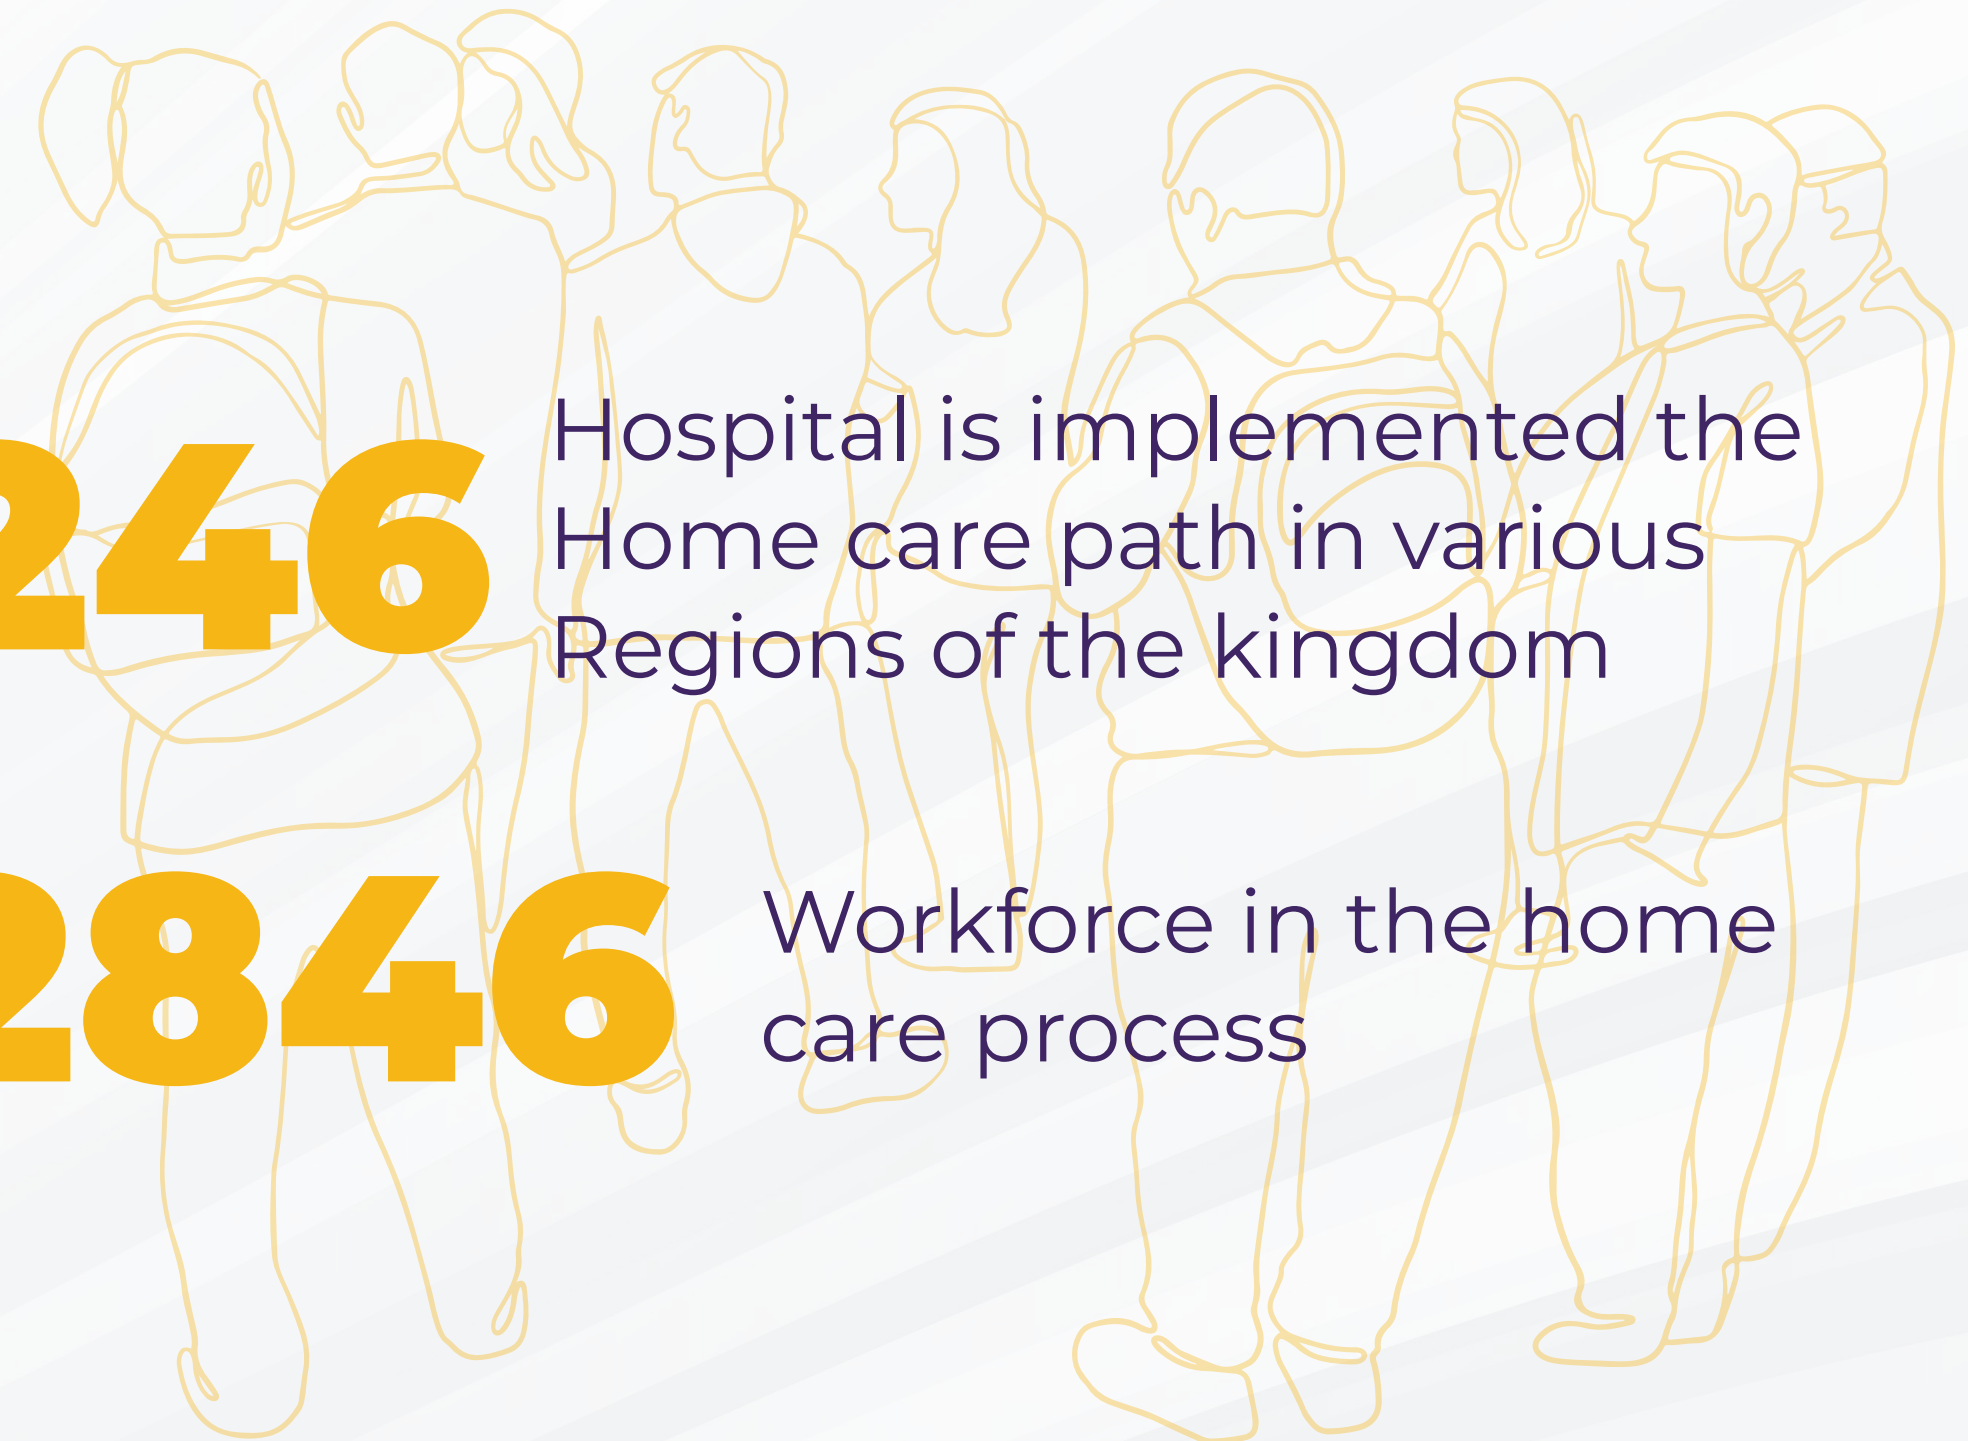 246
Hospital is implemented the
Home care path in various
Regions of the kingdom
2846
Workforce in the home
care process